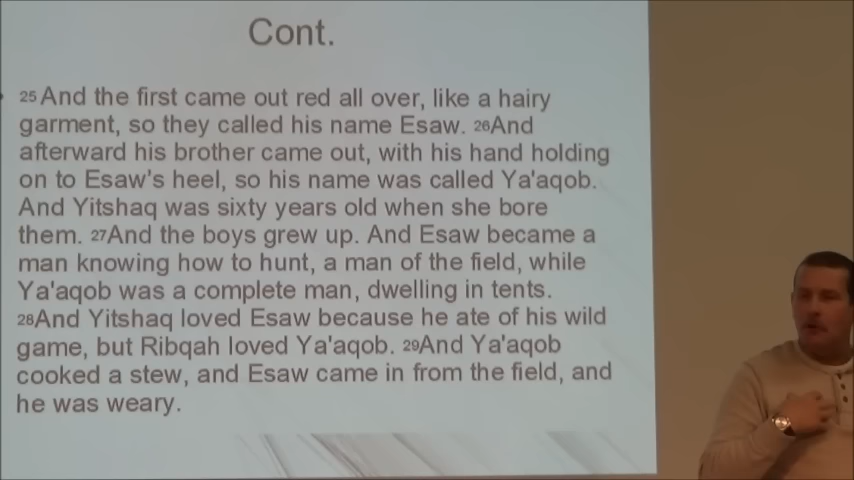 Cont.
25And the first came out red all over, like a hairy
garment, so they called his name Esaw. 26And
afterward his brother came out, with his hand holding
on to Esaw's heel, so his name was called Ya'aqob.
And Yitshaq was sixty years old when she bore
them. 27And the boys grew up. And Esaw became a
man knowing how to hunt, a man of the field, while
Ya'aqob was a complete man, dwelling in tents.
28And Yitshaq loved Esaw because he ate of his wild
game, but Ribqah loved Ya'aqob. 29And Ya'aqob
cooked a stew, and Esaw came in from the field, and
he was weary.